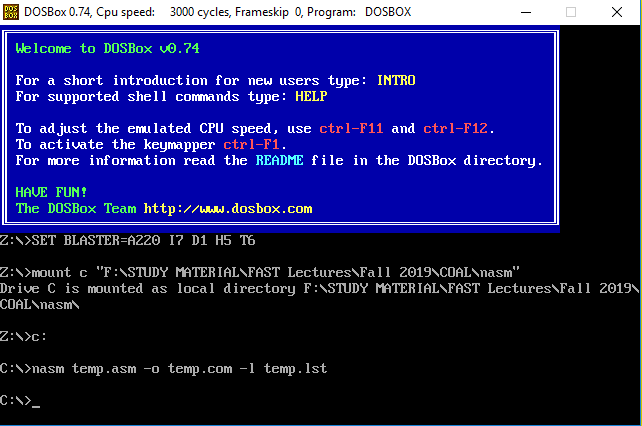 DOSBox 0.74, Cpu speed: 3000 cycles, Frameskip 0, Program: DOSBOX
Welcome to DOSBox v0.74
For a short introduction for new users type: INTRO
For supported shell commands type: HELP
To adjust the emulated CPU speed, use ctrl-F11 and ctrl-F12.
To activate the keymapper ctrl-F1.
For more information read the README file in the DOSBox directory.
HAVE FUN!
The DOSBox Team http://www.dosbox.com
Z:\>SET BLASTER=A220 I7 D1 H5 T6
Z:\>mount c "F:\STUDY MATERIAL\FAST Lectures\Fall 2019\COAL\nasm"
Drive C is mounted as local directory F:\STUDY MATERIAL\FAST Lectures\Fall 2019\
COAL\nasm\
Z:\>c:
C:\>nasm temp.asm -o temp.com -l temp.lst
C:\>_